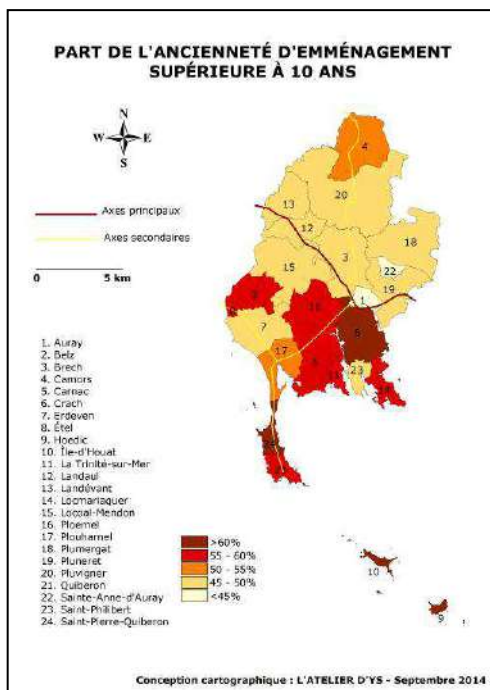 PART DE L'ANCIENNETÉ D'EMMÉNAGEMENT
SUPÉRIEURE À 10 ANS
N
W E
S
Axes principaux
Axes secondaires
0 5 km
4
20
13
12
18
3
22
15
19
1
2
16
7
6
17
5
23
10
9
1. Auray
2. Belz
3. Brech
4. Camors
5. Carnac
6. Crach
7. Erdeven
8. Étel
9. Hoedic
10. Île-d'Houat
11. La Trinité-sur-Mer
12. Landaul
13. Landévant
14. Locmariaquer
15. Locoal-Mendon
16. Ploemel
17. Plouharnel
18. Plumergat
19. Pluneret
20. Pluvigner
21. Quiberon
22. Sainte-Anne-d'Auray
23. Saint-Philibert
24. Saint-Pierre-Quiberon
>60%
55 - 60%
50 - 55%
45 - 50%
<45%
Conception cartographique : L'ATELIER D'YS - Septembre 2014